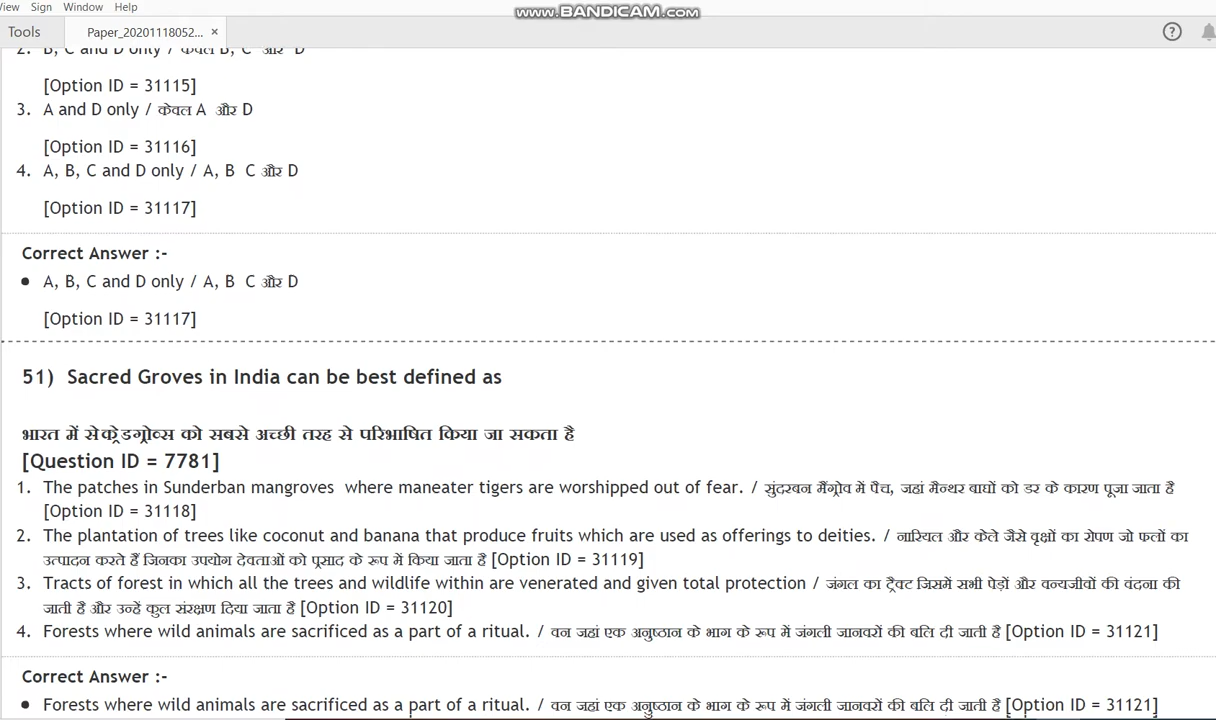 View Sign Window Help
www.BANDICAM.com
Tools Paper_20201118052... ×
2. B, C and D only / केवल B, C और D
[Option ID = 31115]
3. A and D only / केवल A और D
[Option ID = 31116]
4. A, B, C and D only / A, B C और D
[Option ID = 31117]
Correct Answer :-
• A, B, C and D only / A, B C और D
[Option ID = 31117]
51) Sacred Groves in India can be best defined as
भारत में सेक्रेडग्रोव्स को सबसे अच्छी तरह से परिभाषित किया जा सकता है
[Question ID = 7781]
1. The patches in Sunderban mangroves where maneater tigers are worshipped out of fear. / सुंदरबन मैंग्रोव में पैच, जहां मैन्थर बाघों को डर के कारण पूजा जाता है
[Option ID = 31118]
2. The plantation of trees like coconut and banana that produce fruits which are used as offerings to deities. / नारियल और केले जैसे वृक्षों का रोपण जो फलों का
उत्पादन करते हैं जिनका उपयोग देवताओं को प्रसाद के रूप में किया जाता है [Option ID = 31119]
3. Tracts of forest in which all the trees and wildlife within are venerated and given total protection / जंगल का ट्रैक्ट जिसमें सभी पेड़ों और वन्यजीवों की वंदना की
जाती है और उन्हें कुल संरक्षण दिया जाता है [Option ID = 31120]
4. Forests where wild animals are sacrificed as a part of a ritual. / वन जहां एक अनुष्ठान के भाग के रूप में जंगली जानवरों की बलि दी जाती है [Option ID = 31121]
Correct Answer :-
• Forests where wild animals are sacrificed as a part of a ritual. / वन जहां एक अनुष्ठान के भाग के रूप में जंगली जानवरों की बलि दी जाती है [Option ID = 31121]